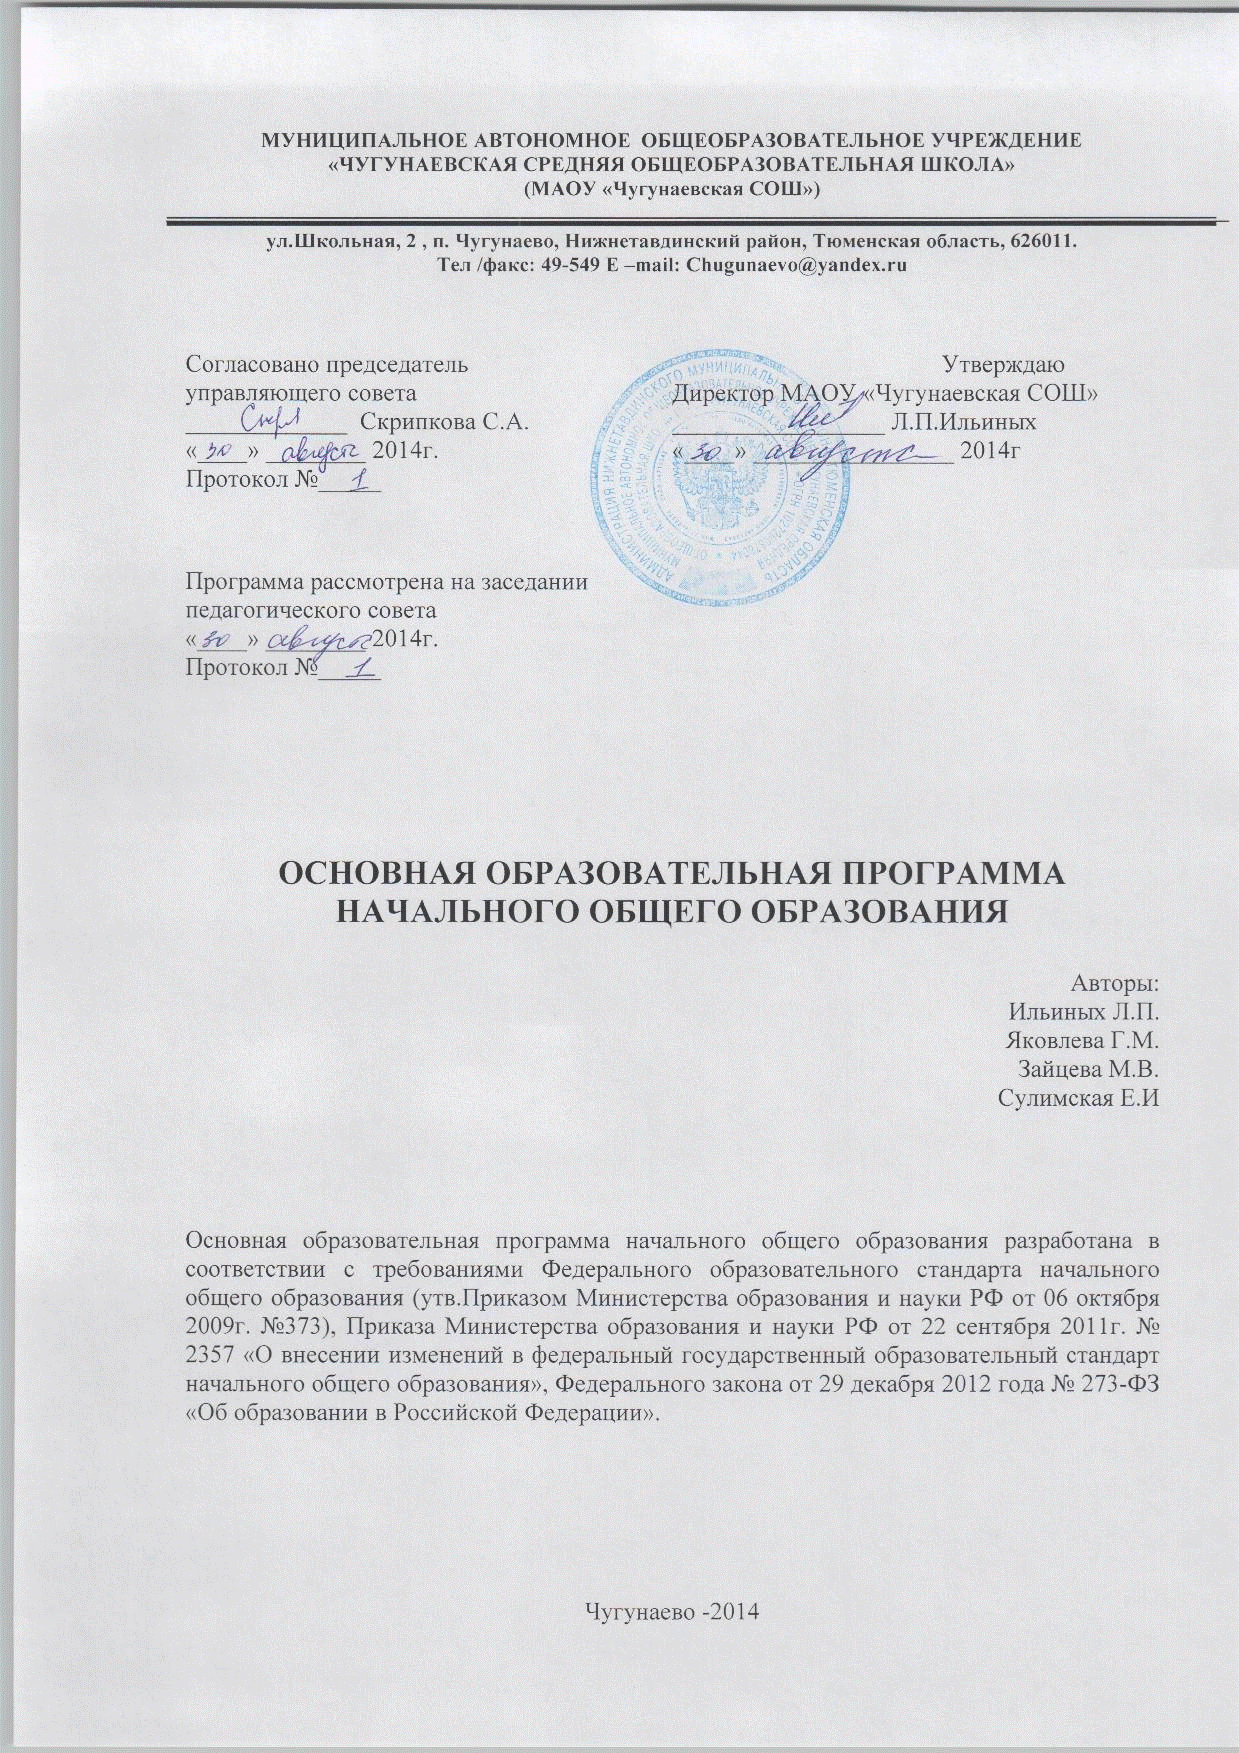 МУНИЦИПАЛЬНОЕ АВТОНОМНОЕ ОБЩЕОБРАЗОВАТЕЛЬНОЕ УЧРЕЖДЕНИЕ
«ЧУГУНАЕВСКАЯ СРЕДНЯЯ ОБЩЕОБРАЗОВАТЕЛЬНАЯ ШКОЛА»
(МАОУ «Чугунаевская СОШ»)
ул.Школьная, 2 , п. Чугунаево, Нижнетавдинский район, Тюменская область, 626011.
Тел /факс: 49-549 E –mail: Chugunaevo@yandex.ru
Согласовано председатель
управляющего совета
Скрипкова С.А.
«30» август 2014г.
Протокол № 1
Утверждаю
Директор МАОУ «Чугунаевская СОШ»
Л.П.Ильиных
«30» августа 2014г
Программа рассмотрена на заседании
педагогического совета
«30» август 2014г.
Протокол № 1
ОСНОВНАЯ ОБРАЗОВАТЕЛЬНАЯ ПРОГРАММА
НАЧАЛЬНОГО ОБЩЕГО ОБРАЗОВАНИЯ
Авторы:
Ильиных Л.П.
Яковлева Г.М.
Зайцева М.В.
Сулимская Е.И
Основная образовательная программа начального общего образования разработана в
соответствии с требованиями Федерального образовательного стандарта начального
общего образования (утв.Приказом Министерства образования и науки РФ от 06 октября
2009г. №373), Приказа Министерства образования и науки РФ от 22 сентября 2011г. №
2357 «О внесении изменений в федеральный государственный образовательный стандарт
начального общего образования», Федерального закона от 29 декабря 2012 года № 273-ФЗ
«Об образовании в Российской Федерации».
Чугунаево -2014